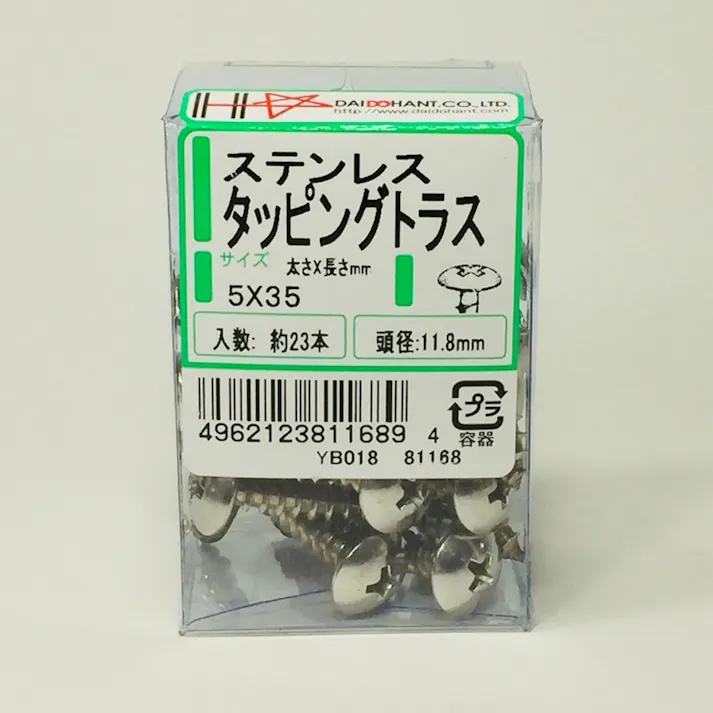 DAIDOHANT.CO.,LTD.
http://www.daidohant.com
ステンレス
タッピングトラス
サイズ 太さX長さmm
5X35
入数: 約23本 頭径:11.8mm
4962123811689 4
プラ
容器
YB018 81168